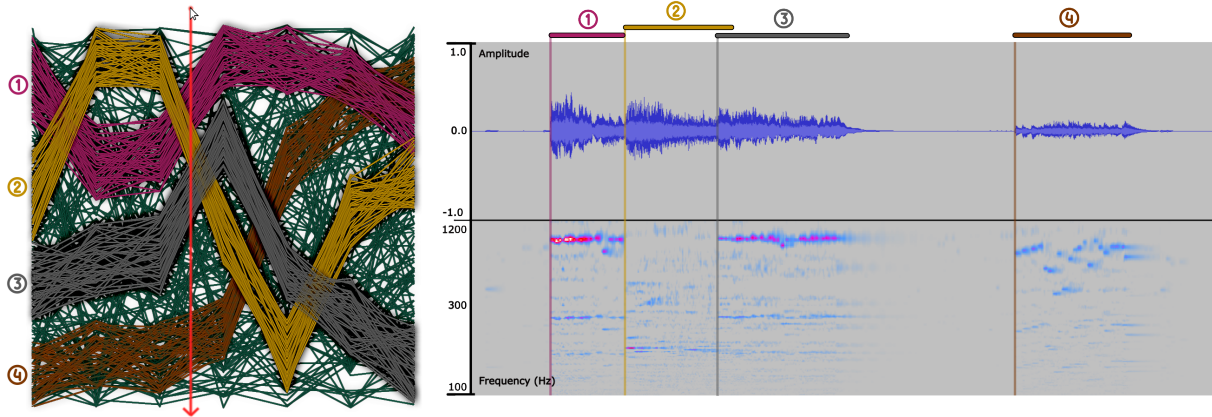 ① ② ③ ④
1.0 Amplitude
①
0.0
②
-1.0
1200
③
300
④
100 Frequency (Hz)